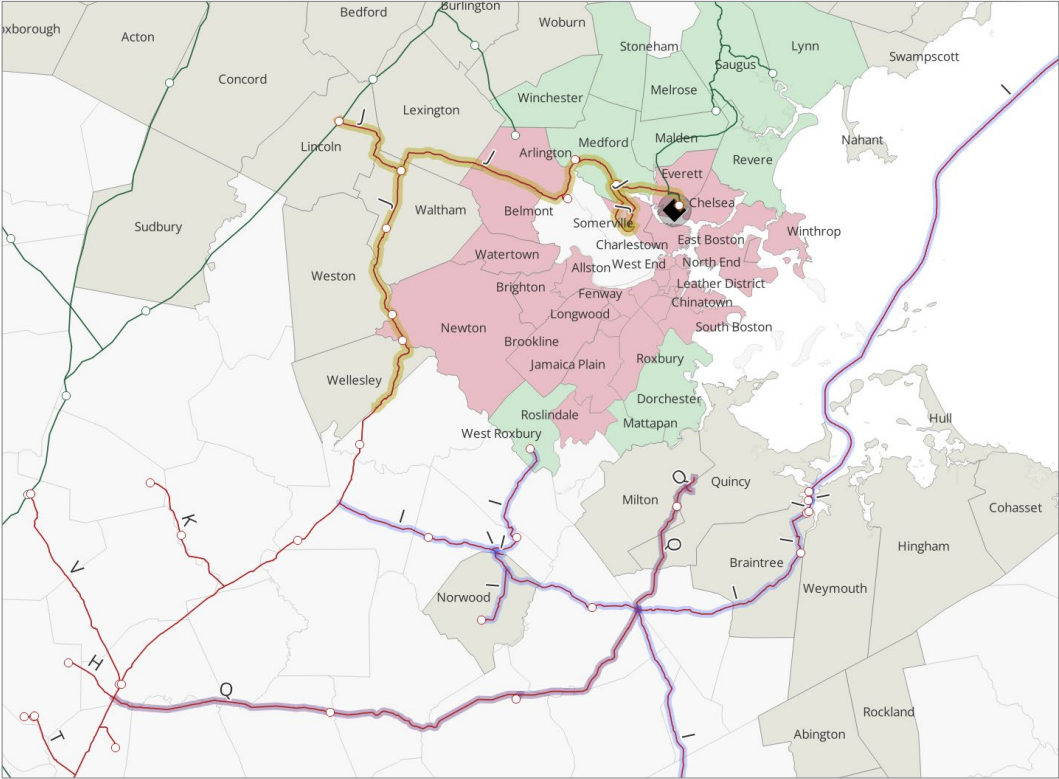 Bedford
Burlington
oxborough
Acton
Woburn
Stoneham
Lynn
Swampscott
Saugus
Concord
Winchester
Melrose
Lexington
J
I
Nahant
Medford
Malden
Lincoln
Arlington
J
Revere
Everett
J
J
Waltham
Belmont
J
Chelsea
Sudbury
Somerville
Winthrop
Charlestown
East Boston
Watertown
Allston
West End
North End
Weston
Brighton
Leather District
Fenway
Chinatown
Longwood
Newton
South Boston
Brookline
Roxbury
Jamaica Plain
Wellesley
Dorchester
Roslindale
Mattapan
Hull
West Roxbury
Q
Quincy
Milton
I
I
I
Cohasset
K
I
I
I
I
Q
Hingham
V
Braintree
I
Norwood
I
Weymouth
H
Q
Rockland
T
I
Abington